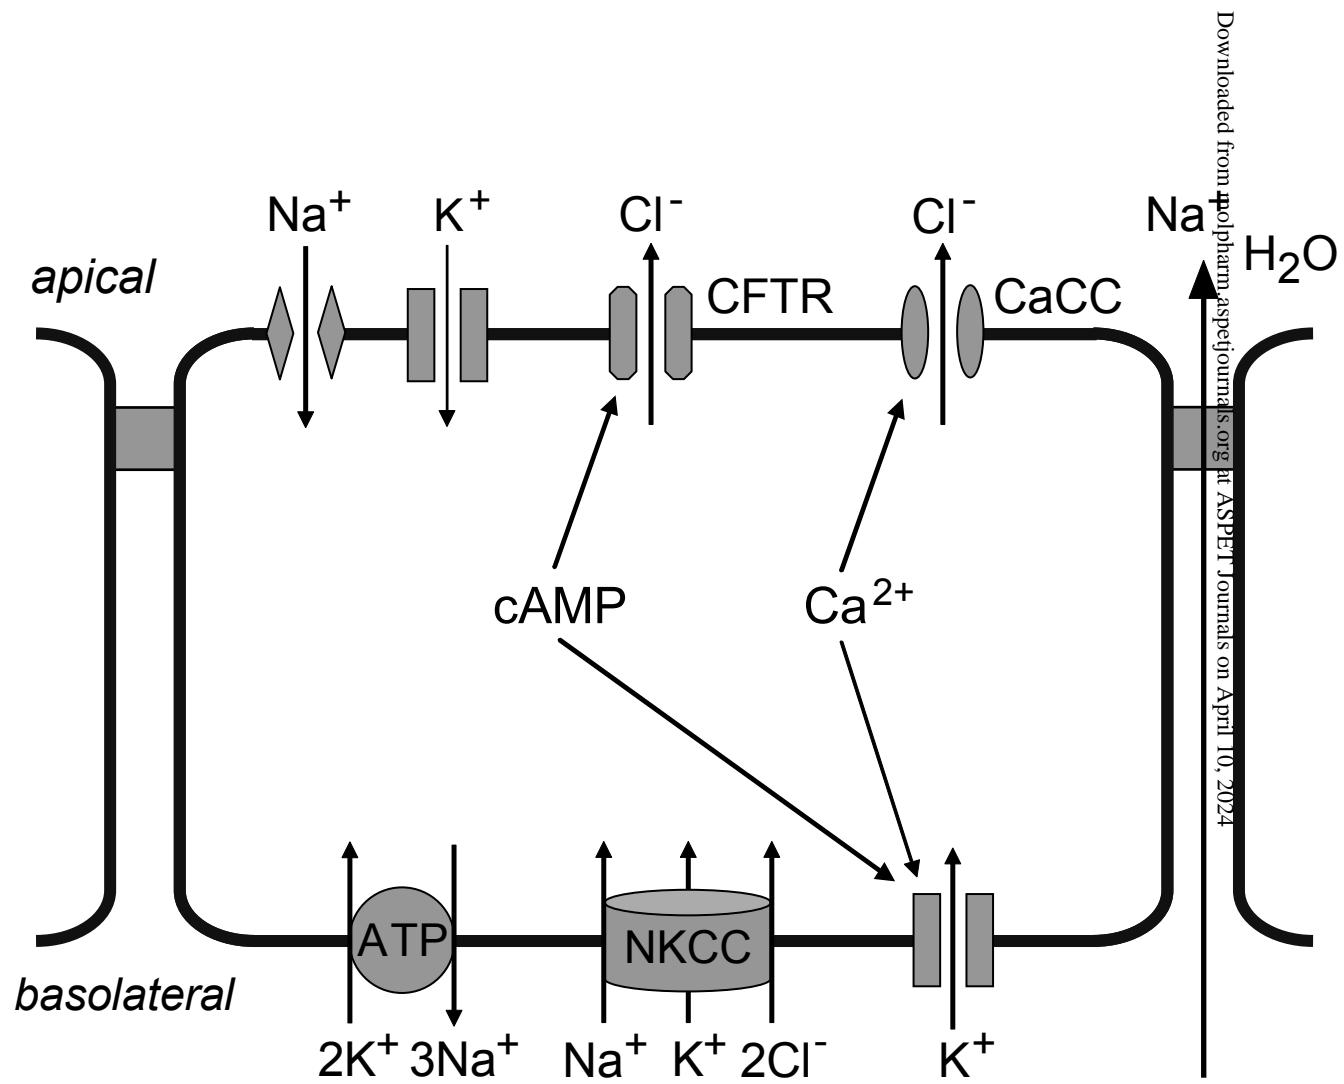 Na+ K+ Cl- Cl- Na+
H2O
apical
CFTR CaCC
cAMP Ca2+
ATP NKCC
basolateral
2K+ 3Na+ Na+ K+ 2Cl- K+
Downloaded from molpharm.aspetjournals.org at ASPET Journals on April 10, 2024